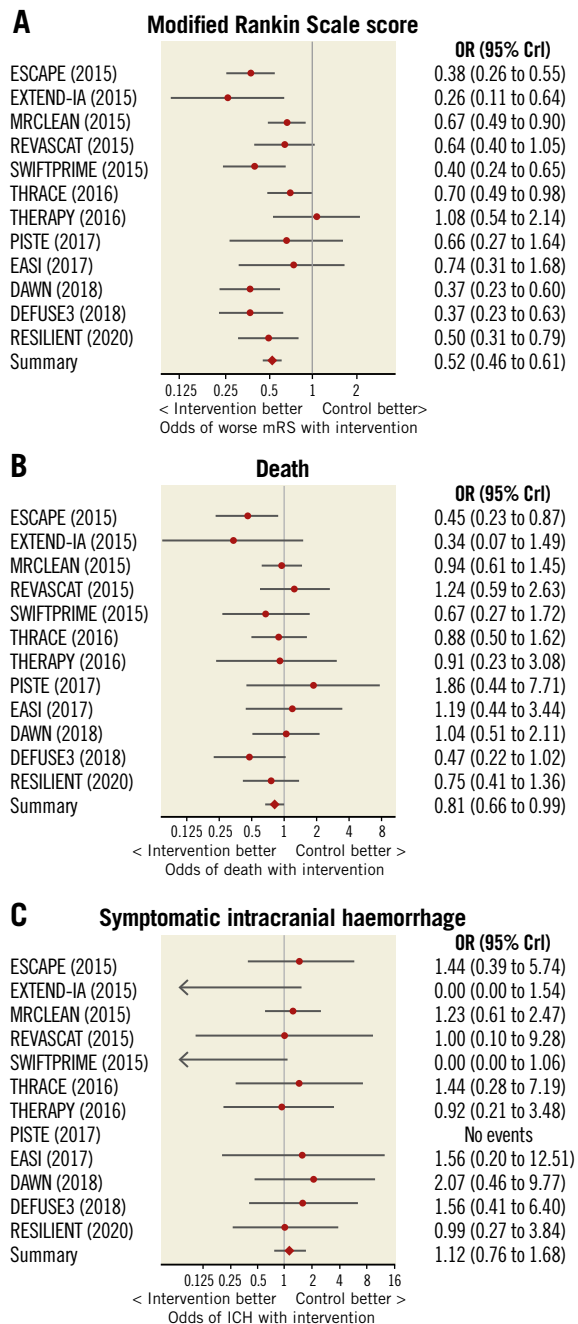 A Modified Rankin Scale score
OR (95% CrI)
ESCAPE (2015) 0.38 (0.26 to 0.55)
EXTEND-IA (2015) 0.26 (0.11 to 0.64)
MRCLEAN (2015) 0.67 (0.49 to 0.90)
REVASCAT (2015) 0.64 (0.40 to 1.05)
SWIFTPRIME (2015) 0.40 (0.24 to 0.65)
THRACE (2016) 0.70 (0.49 to 0.98)
THERAPY (2016) 1.08 (0.54 to 2.14)
PISTE (2017) 0.66 (0.27 to 1.64)
EASI (2017) 0.74 (0.31 to 1.68)
DAWN (2018) 0.37 (0.23 to 0.60)
DEFUSE3 (2018) 0.37 (0.23 to 0.63)
RESILIENT (2020) 0.50 (0.31 to 0.79)
Summary 0.52 (0.46 to 0.61)
0.125 0.25 0.5 1 2
< Intervention better Control better>
Odds of worse mRS with intervention
B Death
OR (95% CrI)
ESCAPE (2015) 0.45 (0.23 to 0.87)
EXTEND-IA (2015) 0.34 (0.07 to 1.49)
MRCLEAN (2015) 0.94 (0.61 to 1.45)
REVASCAT (2015) 1.24 (0.59 to 2.63)
SWIFTPRIME (2015) 0.67 (0.27 to 1.72)
THRACE (2016) 0.88 (0.50 to 1.62)
THERAPY (2016) 0.91 (0.23 to 3.08)
PISTE (2017) 1.86 (0.44 to 7.71)
EASI (2017) 1.19 (0.44 to 3.44)
DAWN (2018) 1.04 (0.51 to 2.11)
DEFUSE3 (2018) 0.47 (0.22 to 1.02)
RESILIENT (2020) 0.75 (0.41 to 1.36)
Summary 0.81 (0.66 to 0.99)
0.125 0.25 0.5 1 2 4 8
< Intervention better Control better >
Odds of death with intervention
C Symptomatic intracranial haemorrhage
OR (95% CrI)
ESCAPE (2015) 1.44 (0.39 to 5.74)
EXTEND-IA (2015) 0.00 (0.00 to 1.54)
MRCLEAN (2015) 1.23 (0.61 to 2.47)
REVASCAT (2015) 1.00 (0.10 to 9.28)
SWIFTPRIME (2015) 0.00 (0.00 to 1.06)
THRACE (2016) 1.44 (0.28 to 7.19)
THERAPY (2016) 0.92 (0.21 to 3.48)
PISTE (2017) No events
EASI (2017) 1.56 (0.20 to 12.51)
DAWN (2018) 2.07 (0.46 to 9.77)
DEFUSE3 (2018) 1.56 (0.41 to 6.40)
RESILIENT (2020) 0.99 (0.27 to 3.84)
Summary 1.12 (0.76 to 1.68)
0.125 0.25 0.5 1 2 4 8 16
< Intervention better Control better >
Odds of ICH with intervention